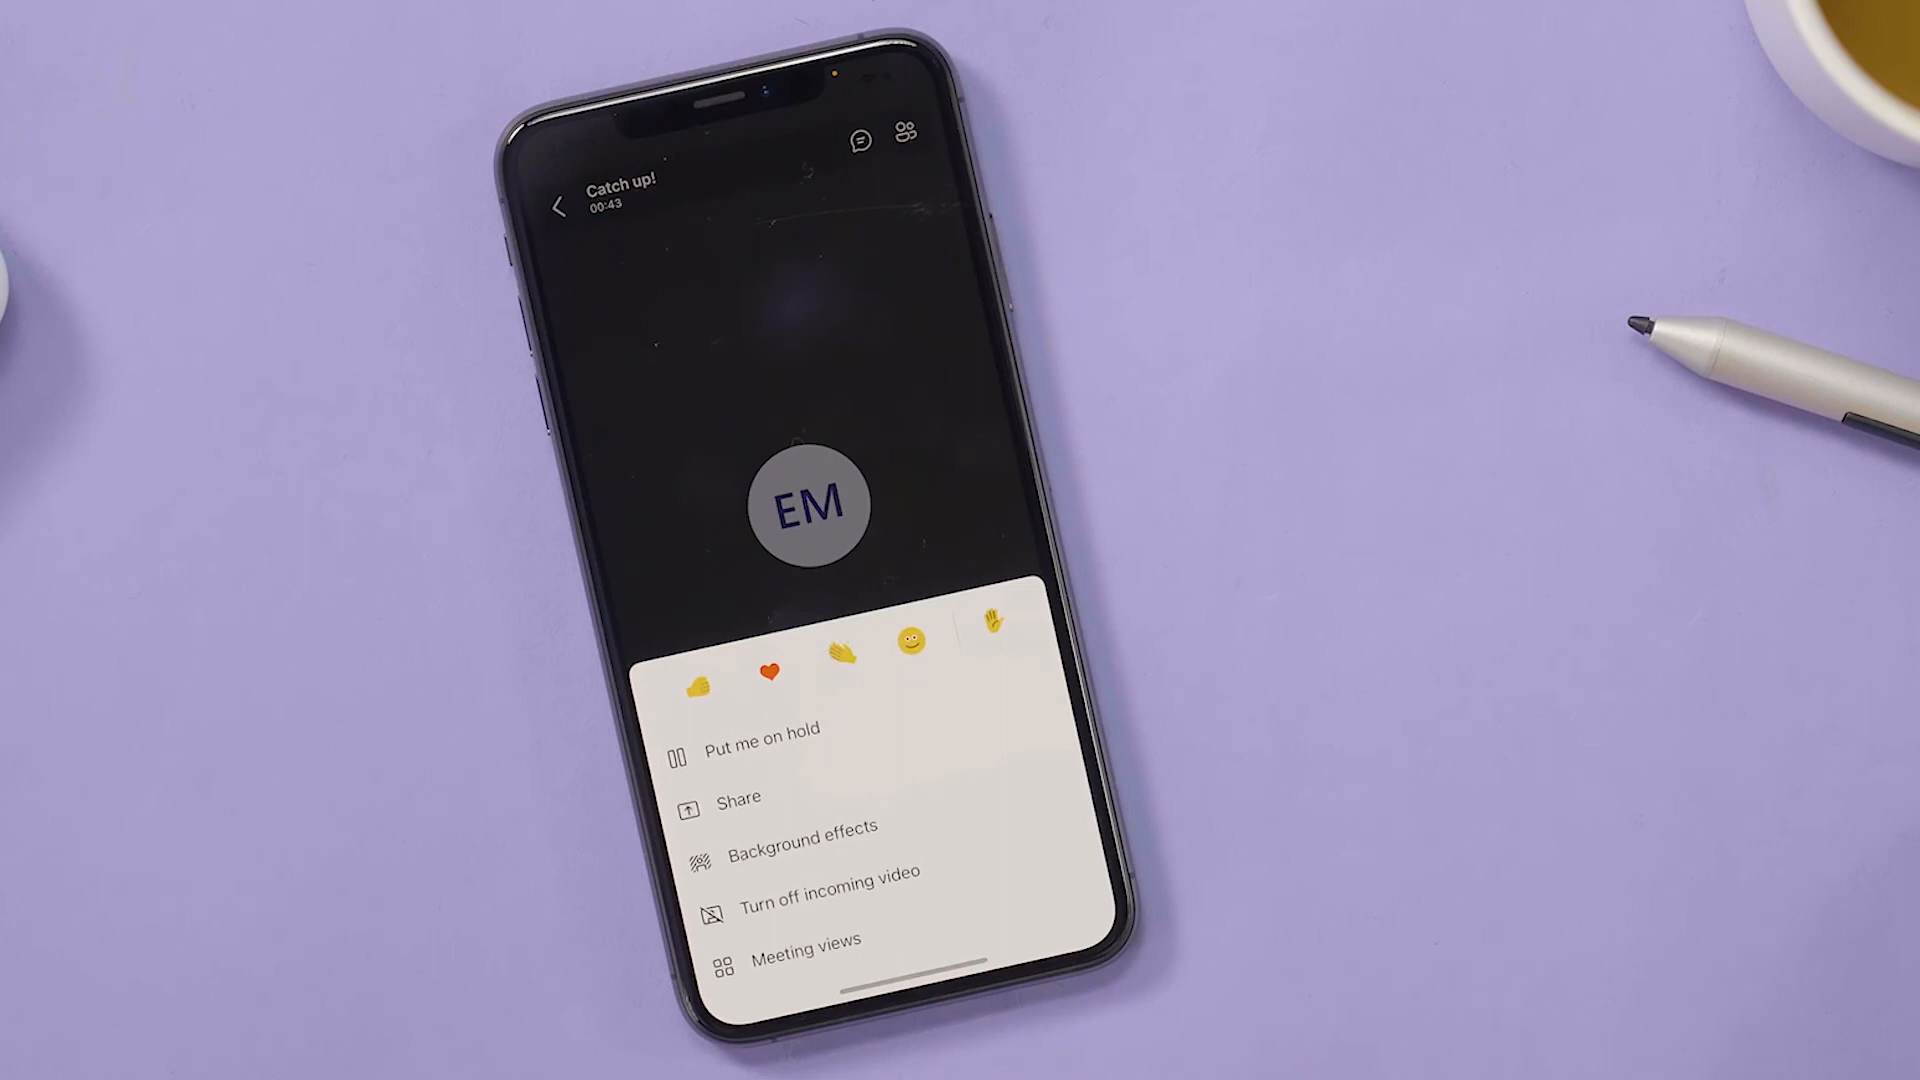 Catch up!
00:43
EM
Put me on hold
Share
Background effects
Turn off incoming video
Meeting views